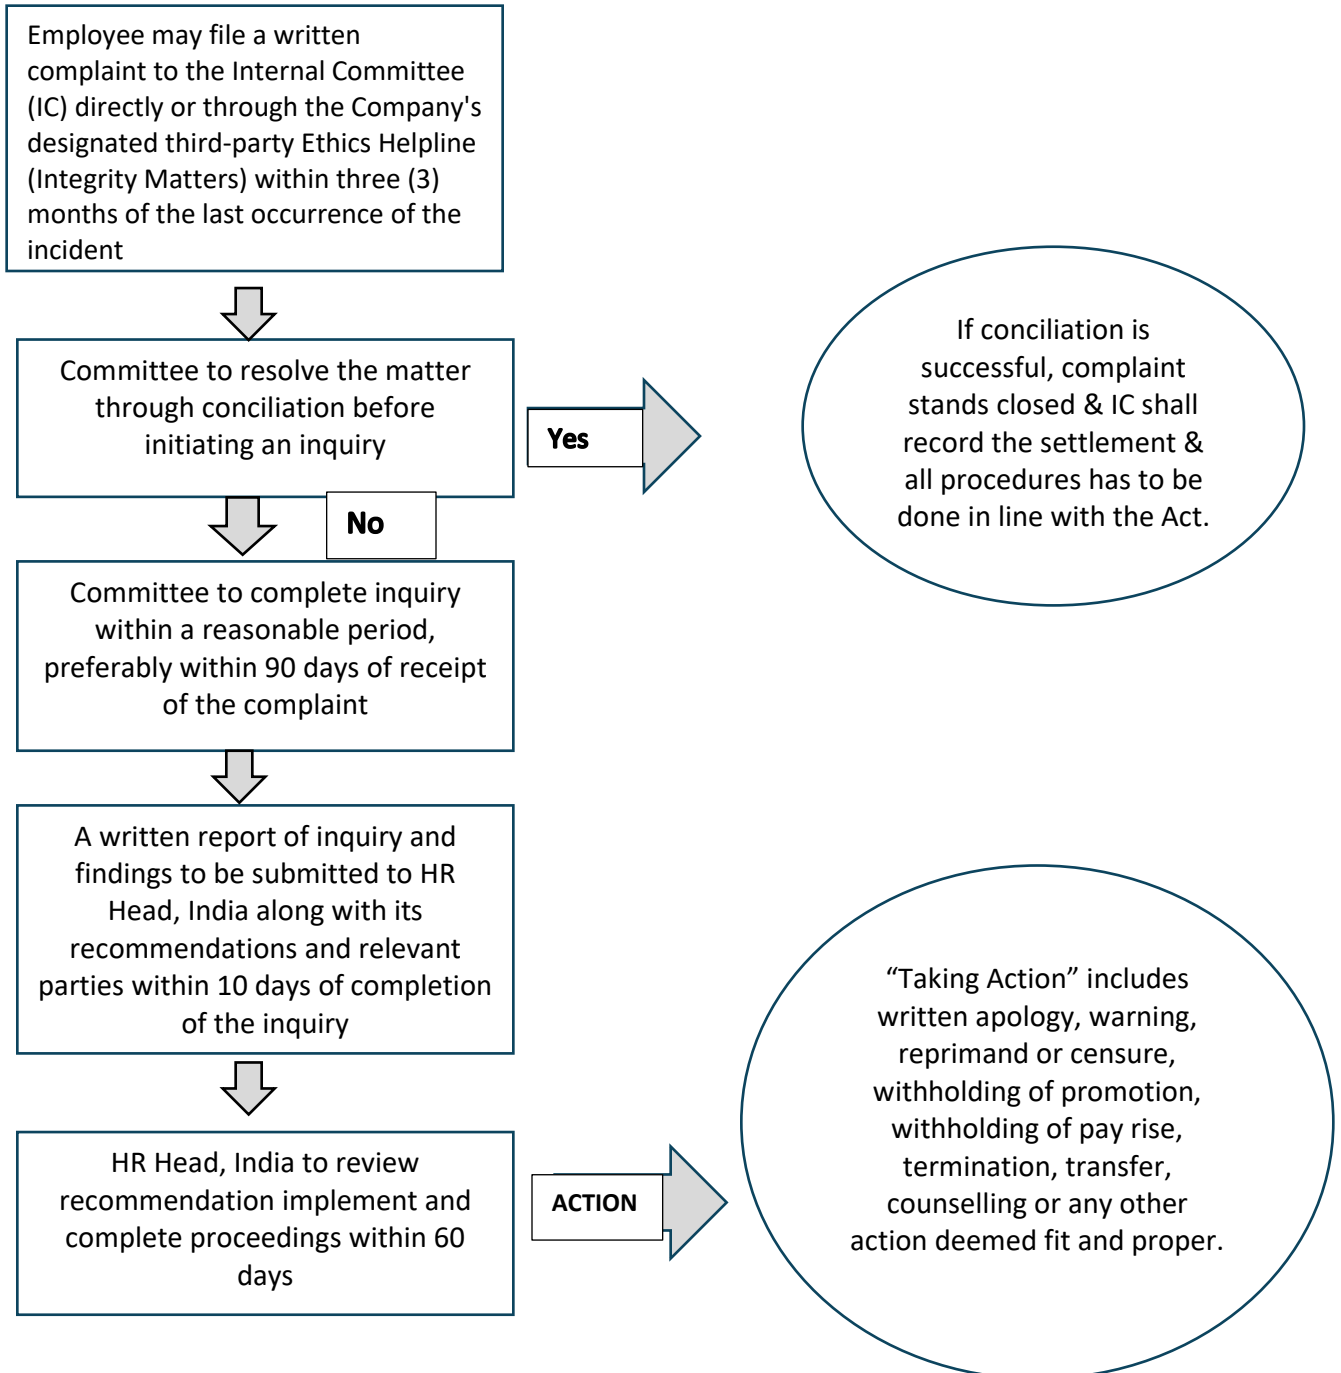 Employee may file a written
complaint to the Internal Committee
(IC) directly or through the Company's
designated third-party Ethics Helpline
(Integrity Matters) within three (3)
months of the last occurrence of the
incident
Committee to resolve the matter
through conciliation before
initiating an inquiry
Yes
If conciliation is
successful, complaint
stands closed & IC shall
record the settlement &
all procedures has to be
done in line with the Act.
No
Committee to complete inquiry
within a reasonable period,
preferably within 90 days of receipt
of the complaint
A written report of inquiry and
findings to be submitted to HR
Head, India along with its
recommendations and relevant
parties within 10 days of completion
of the inquiry
HR Head, India to review
recommendation implement and
complete proceedings within 60
days
ACTION
“Taking Action” includes
written apology, warning,
reprimand or censure,
withholding of promotion,
withholding of pay rise,
termination, transfer,
counselling or any other
action deemed fit and proper.